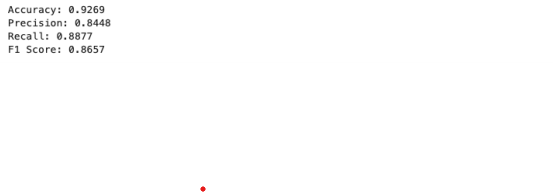 Accuracy: 0.9269
Precision: 0.8448
Recall: 0.8877
F1 Score: 0.8657